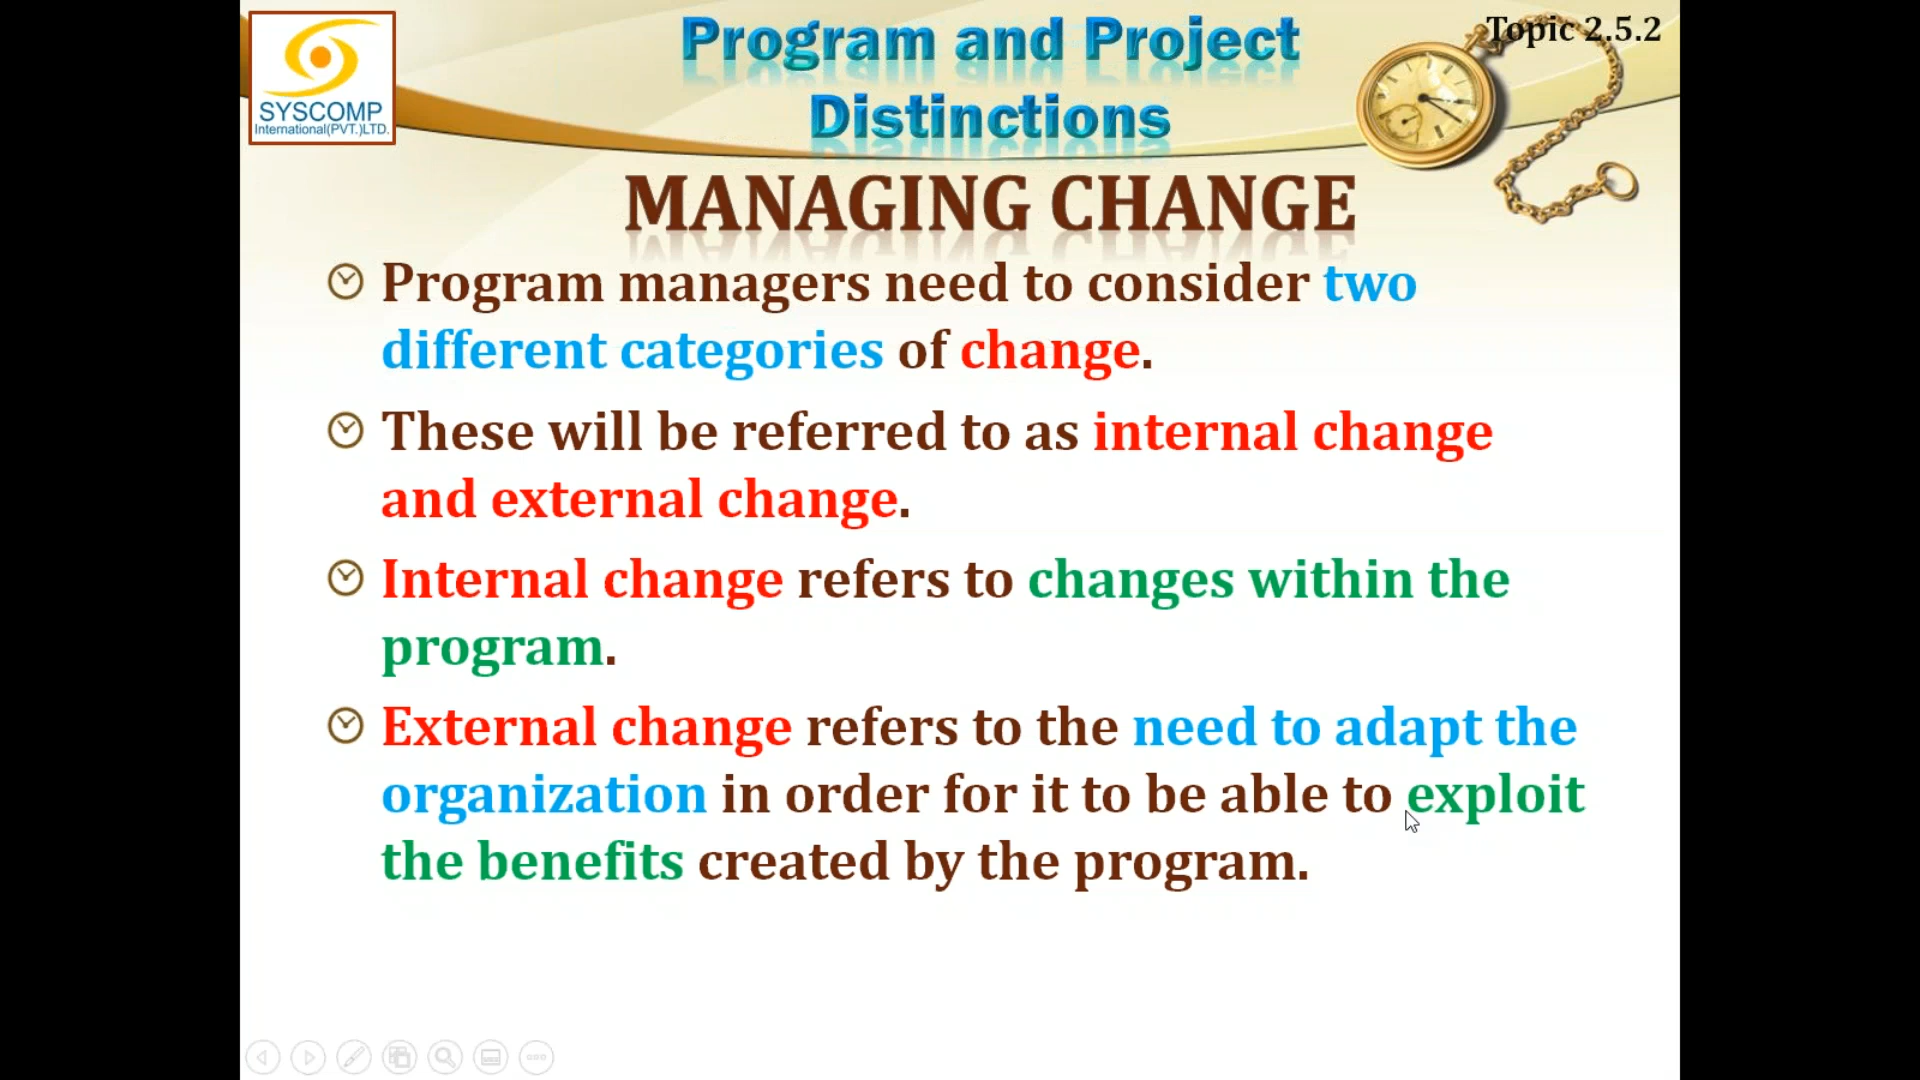 SYSCOMP
International(PVT.)LTD.
Program and Project
Distinctions
Topic 2.5.2
MANAGING CHANGE
Program managers need to consider two
different categories of change.
These will be referred to as internal change
and external change.
Internal change refers to changes within the
program.
External change refers to the need to adapt the
organization in order for it to be able to exploit
the benefits created by the program.